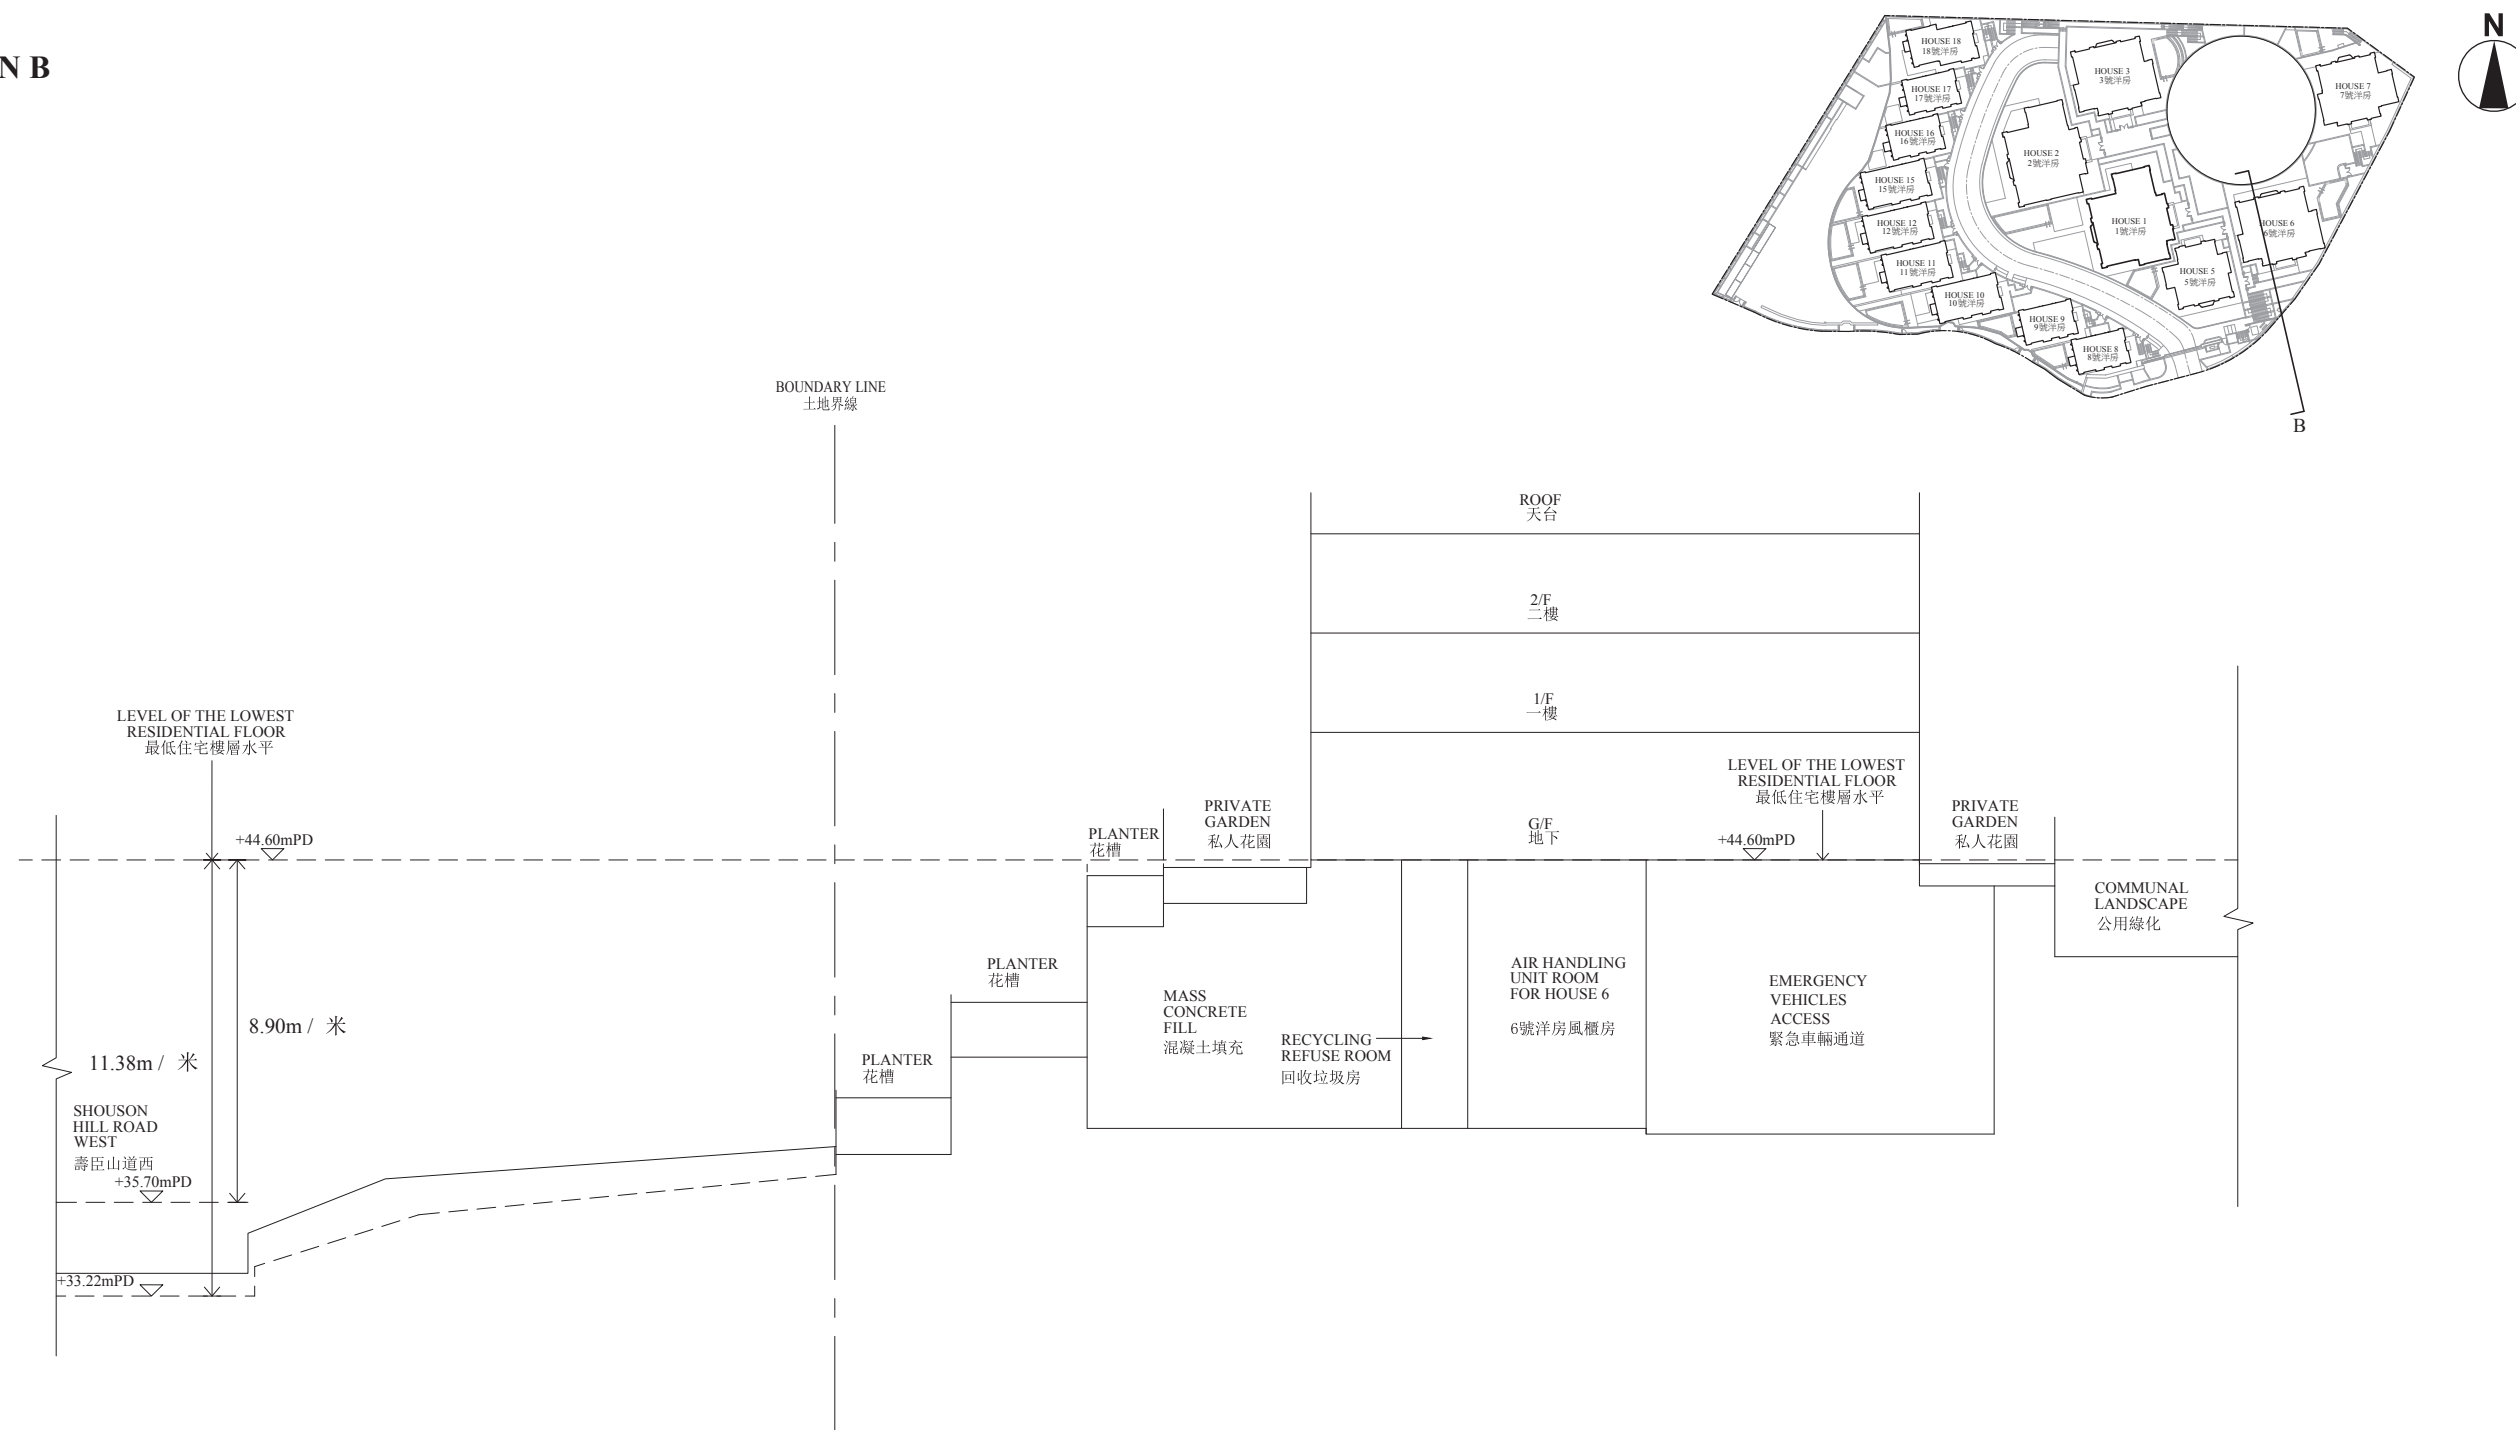 N B
N
HOUSE 18
18號洋房
HOUSE 17
17號洋房
HOUSE 16
16號洋房
HOUSE 15
15號洋房
HOUSE 12
12號洋房
HOUSE 11
11號洋房
HOUSE 10
10號洋房
HOUSE 9
9號洋房
HOUSE 8
8號洋房
HOUSE 3
3號洋房
HOUSE 2
2號洋房
HOUSE 1
1號洋房
HOUSE 5
5號洋房
HOUSE 7
7號洋房
HOUSE 6
6號洋房
B
BOUNDARY LINE
土地界線
ROOF
天台
2/F
二樓
1/F
一樓
G/F
地下
LEVEL OF THE LOWEST
RESIDENTIAL FLOOR
最低住宅樓層水平
+44.60mPD
8.90m / 米
11.38m / 米
SHOUSON
HILL ROAD
WEST
壽臣山道西
+35.70mPD
+33.22mPD
PLANTER
花槽
PLANTER
花槽
PLANTER
花槽
PRIVATE
GARDEN
私人花園
MASS
CONCRETE
FILL
混凝土填充
RECYCLING
REFUSE ROOM
回收垃圾房
AIR HANDLING
UNIT ROOM
FOR HOUSE 6
6號洋房風櫃房
LEVEL OF THE LOWEST
RESIDENTIAL FLOOR
最低住宅樓層水平
+44.60mPD
EMERGENCY
VEHICLES
ACCESS
緊急車輛通道
PRIVATE
GARDEN
私人花園
COMMUNAL
LANDSCAPE
公用綠化